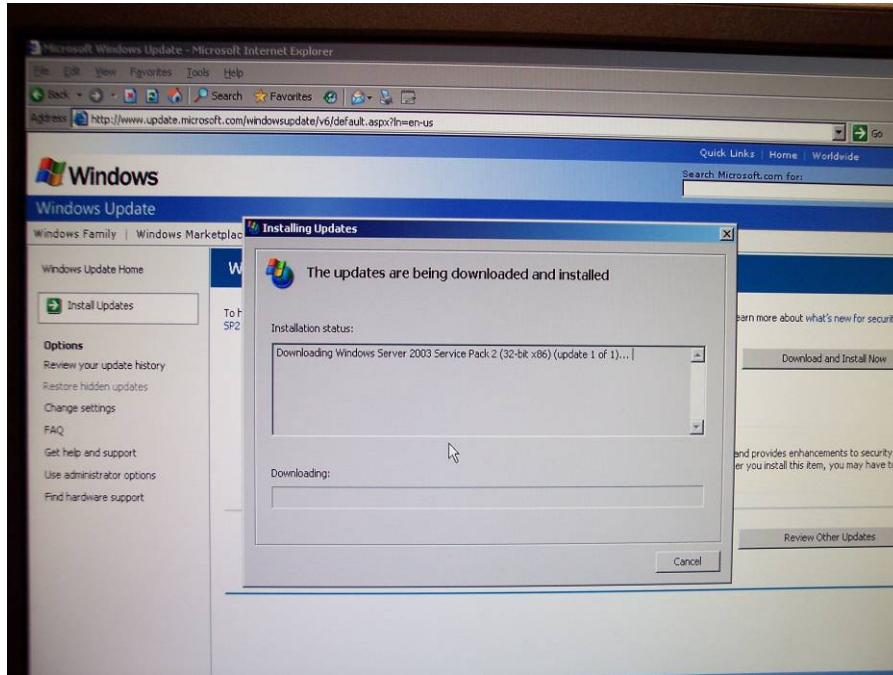 Microsoft Windows Update - Microsoft Internet Explorer
File Edit View Favorites Tools Help
Back Search Favorites
Address http://www.update.microsoft.com/windowsupdate/v6/default.aspx?ln=en-us Go
Quick Links | Home | Worldwide
Search Microsoft.com for:
Windows
Windows Update
Windows Family | Windows Marketplac
Installing Updates
The updates are being downloaded and installed
Installation status:
Downloading Windows Server 2003 Service Pack 2 (32-bit x86) (update 1 of 1)...
Downloading:
Cancel
Windows Update Home
Install Updates
Options
Review your update history
Restore hidden updates
Change settings
FAQ
Get help and support
Use administrator options
Find hardware support
W
To h
SP2
earn more about what's new for securit
Download and Install Now
and provides enhancements to security
er you install this item, you may have t
Review Other Updates